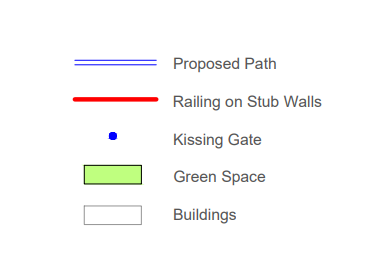 Proposed Path
Railing on Stub Walls
Kissing Gate
Green Space
Buildings